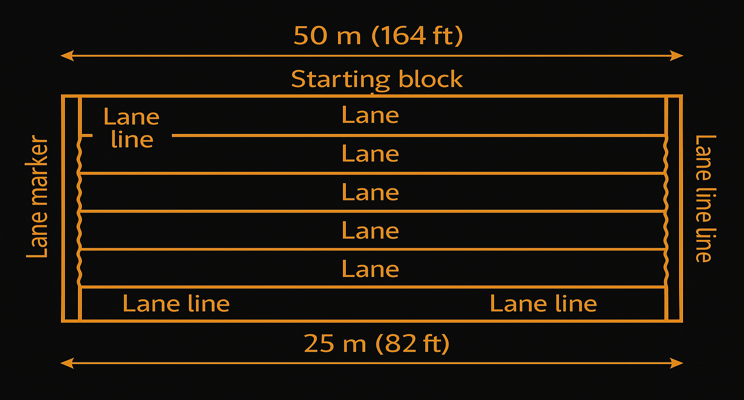 50 m (164 ft)
Starting block
Lane
line
Lane
Lane
Lane
Lane
Lane
Lane line
Lane line
Lane marker
Lane line line
25 m (82 ft)